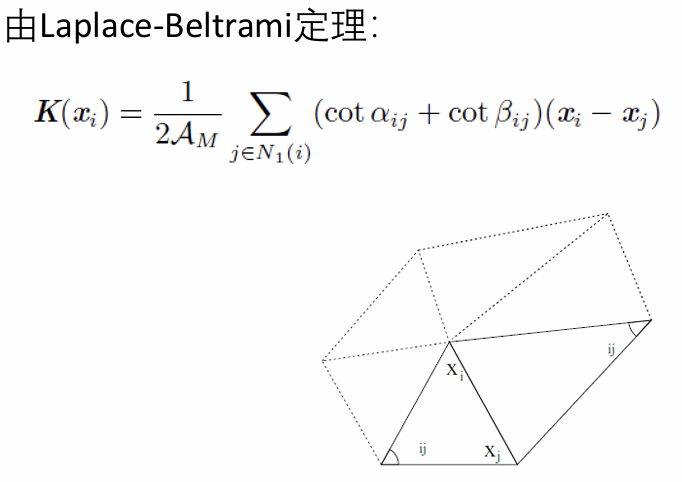 由Laplace-Beltrami定理：
K(x_i) = \frac{1}{2\mathcal{A}_M} \sum_{j \in N_1(i)} (\cot \alpha_{ij} + \cot \beta_{ij})(x_i - x_j)
ij
X_i
ij
X_j